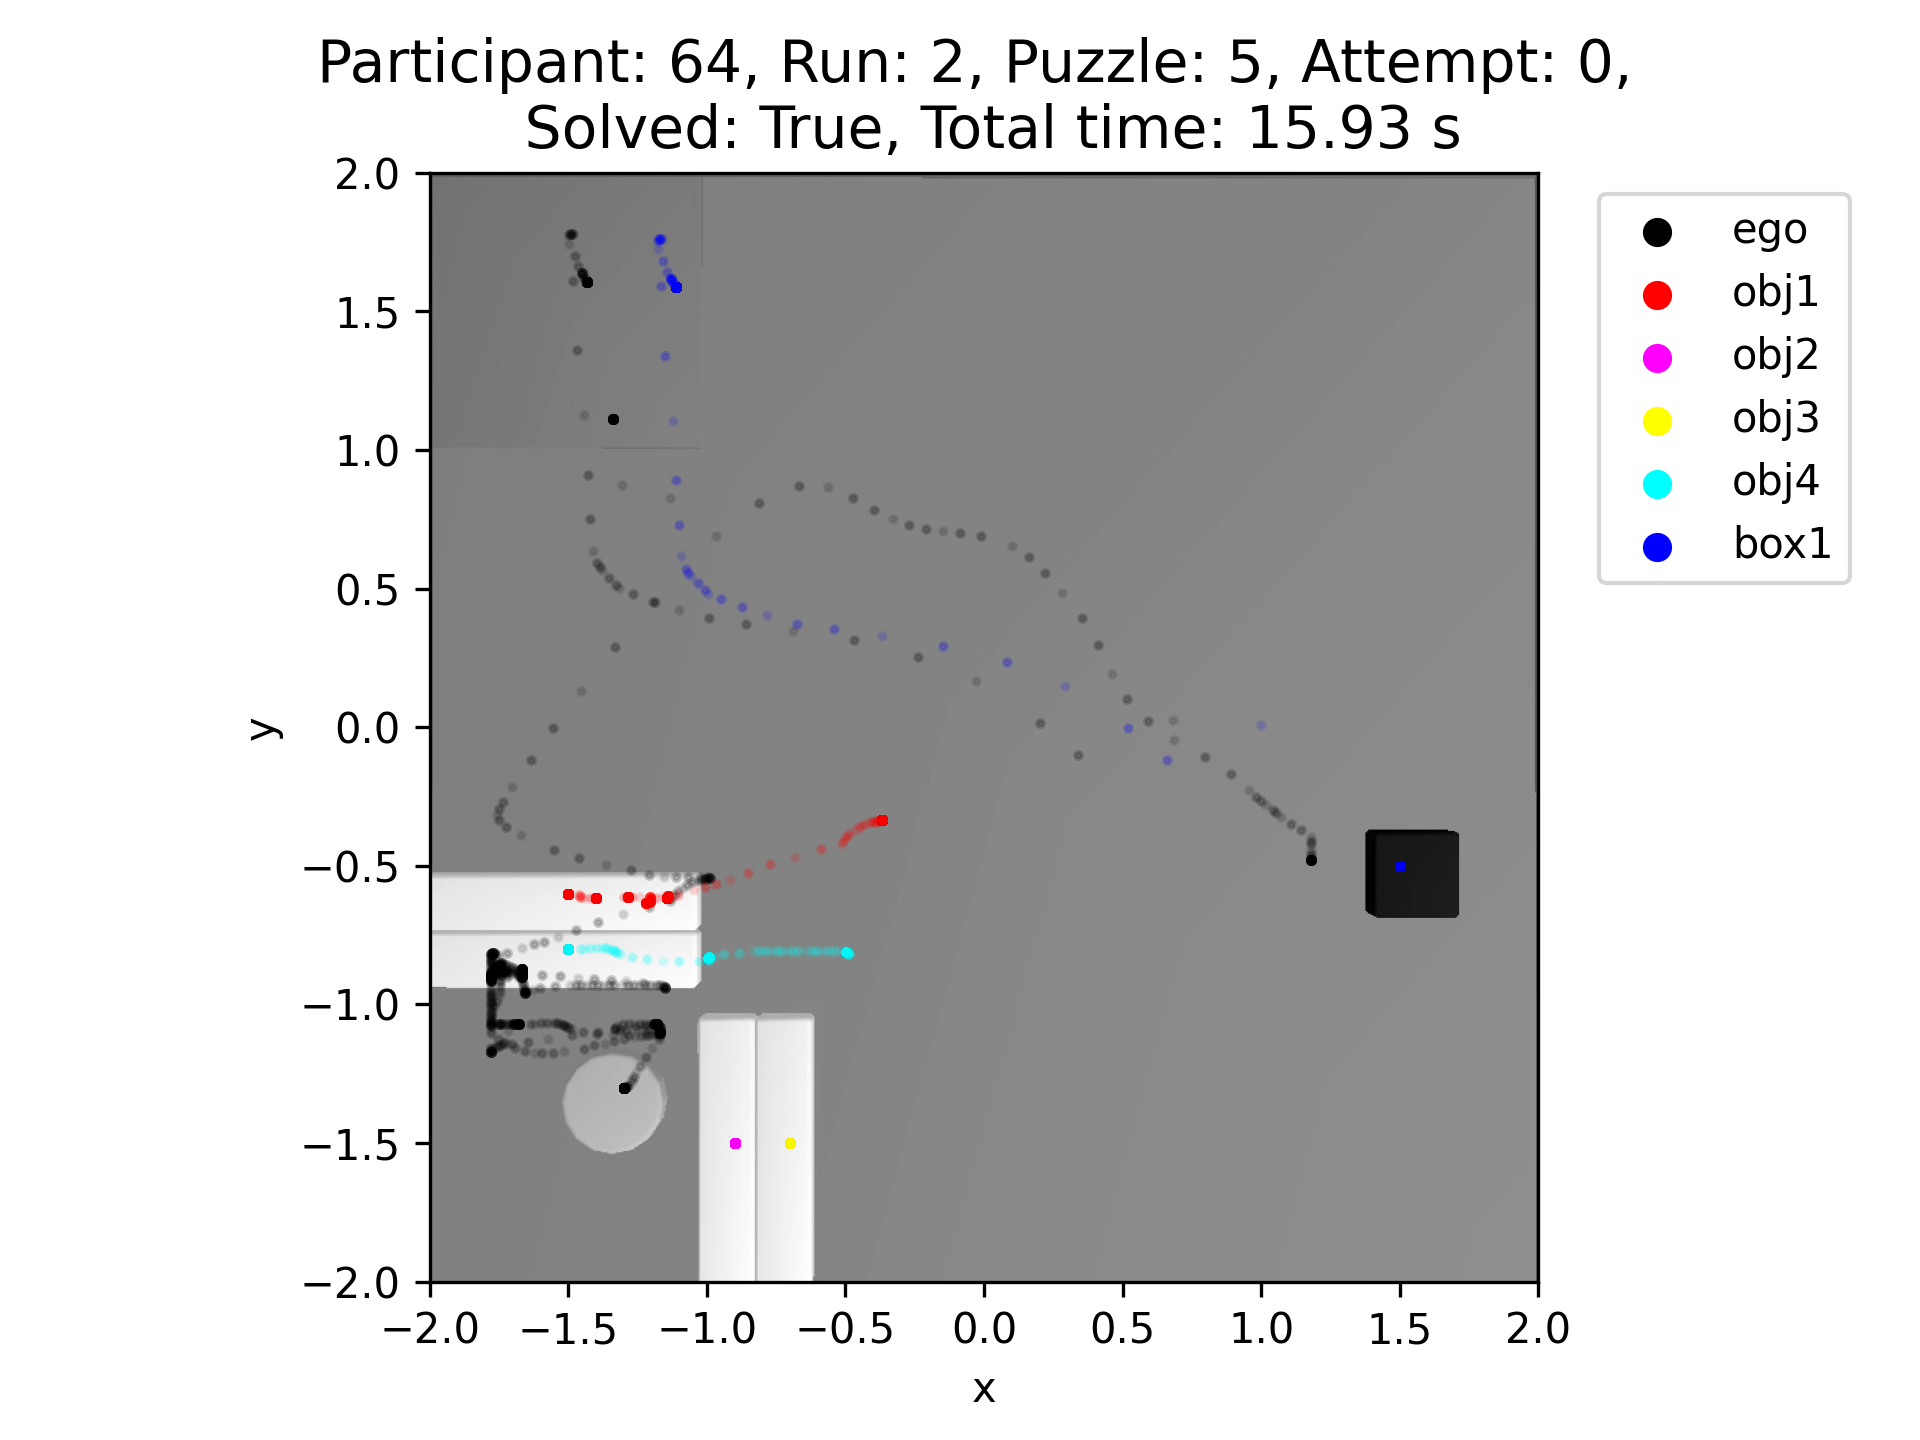 Participant: 64, Run: 2, Puzzle: 5, Attempt: 0,
Solved: True, Total time: 15.93 s
2.0
1.5
1.0
0.5
0.0
−0.5
−1.0
−1.5
−2.0
y
−2.0 −1.5 −1.0 −0.5 0.0 0.5 1.0 1.5 2.0
x
ego
obj1
obj2
obj3
obj4
box1